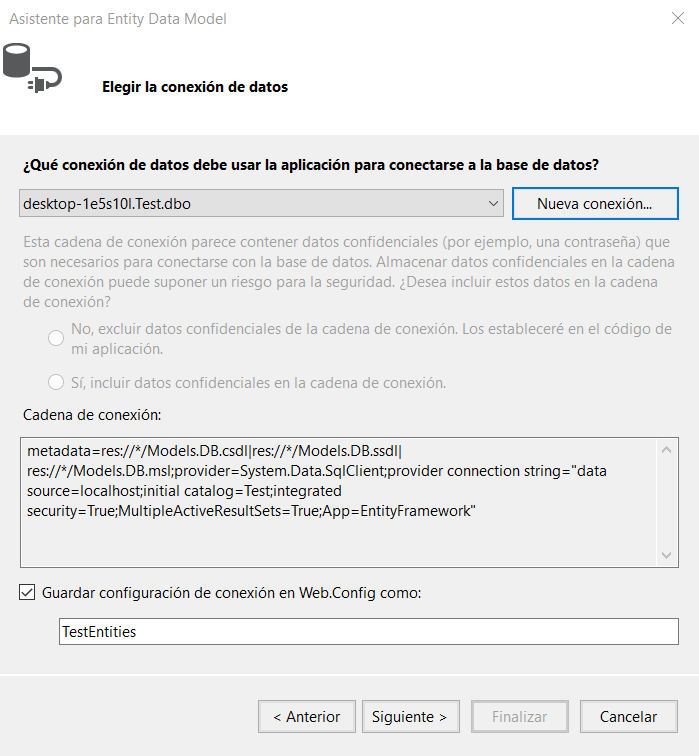 Asistente para Entity Data Model
Elegir la conexión de datos
¿Qué conexión de datos debe usar la aplicación para conectarse a la base de datos?
desktop-1e5s10l.Test.dbo
Nueva conexión...
Esta cadena de conexión parece contener datos confidenciales (por ejemplo, una contraseña) que
son necesarios para conectarse con la base de datos. Almacenar datos confidenciales en la cadena
de conexión puede suponer un riesgo para la seguridad. ¿Desea incluir estos datos en la cadena
de conexión?
No, excluir datos confidenciales de la cadena de conexión. Los estableceré en el código de
mi aplicación.
Sí, incluir datos confidenciales en la cadena de conexión.
Cadena de conexión:
metadata=res://*/Models.DB.csdl|res://*/Models.DB.ssdl|
res://*/Models.DB.msl;provider=System.Data.SqlClient;provider connection string="data
source=localhost;initial catalog=Test;integrated
security=True;MultipleActiveResultSets=True;App=EntityFramework"
Guardar configuración de conexión en Web.Config como:
TestEntities
< Anterior
Siguiente >
Finalizar
Cancelar